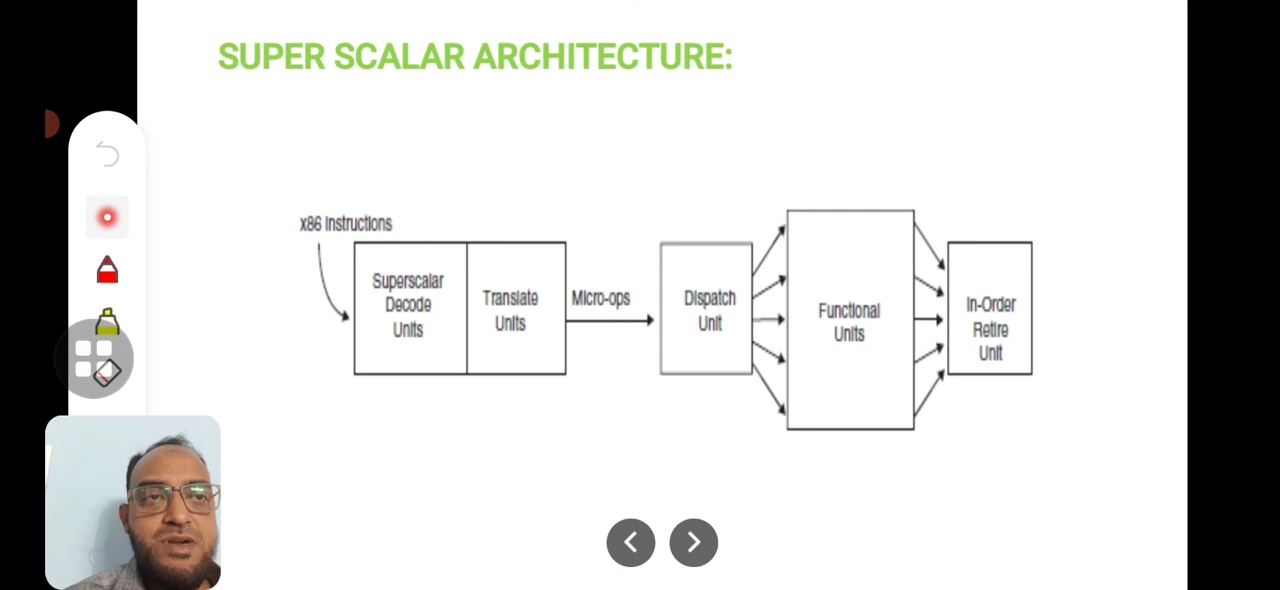 SUPER SCALAR ARCHITECTURE:
x86 Instructions
Superscalar
Decode
Units
Translate
Units
Micro-ops
Dispatch
Unit
Functional
Units
In-Order
Retire
Unit